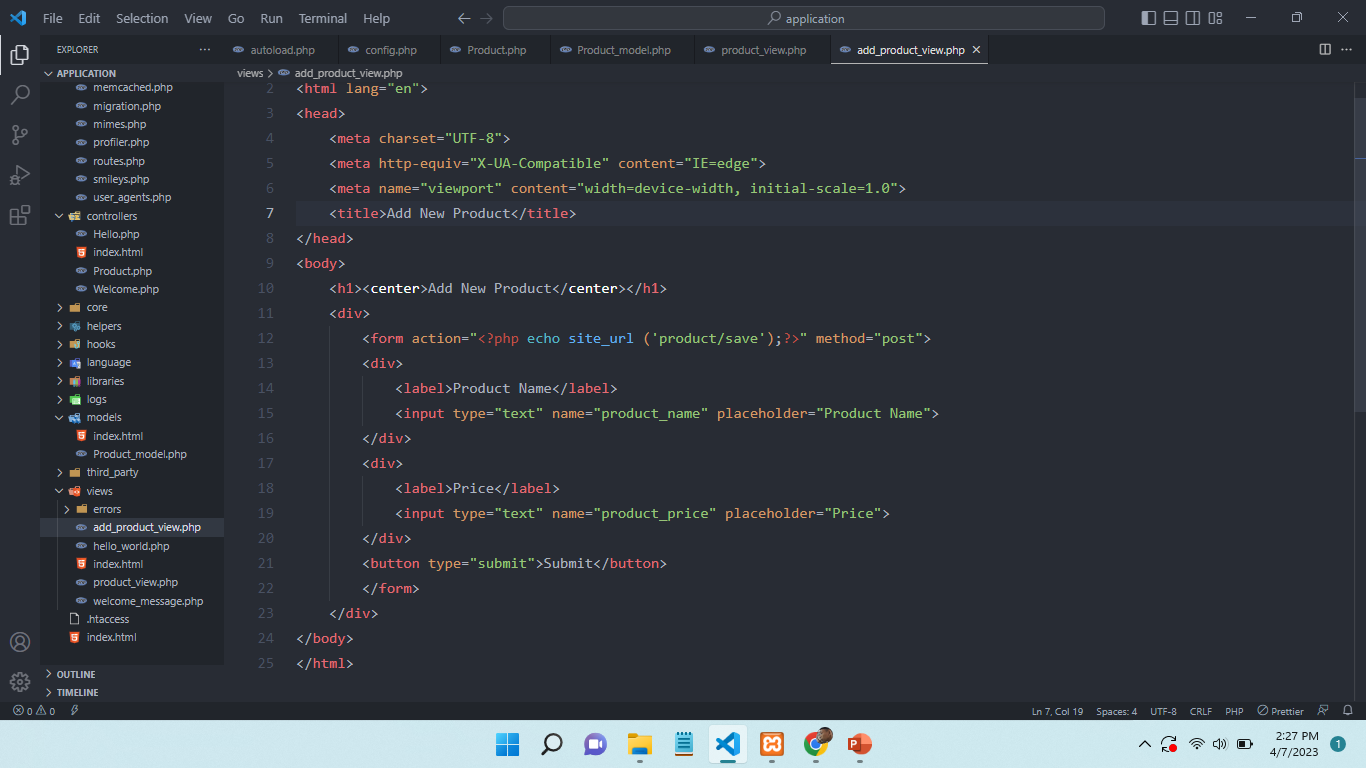 File Edit Selection View Go Run Terminal Help application
EXPLORER ··· autoload.php config.php Product.php Product_model.php product_view.php add_product_view.php ···
APPLICATION
memcached.php
migration.php
mimes.php
profiler.php
routes.php
smileys.php
user_agents.php
controllers
Hello.php
index.html
Product.php
Welcome.php
core
helpers
hooks
language
libraries
logs
models
index.html
Product_model.php
third_party
views
errors
add_product_view.php
hello_world.php
index.html
product_view.php
welcome_message.php
.htaccess
index.html
OUTLINE
TIMELINE
views > add_product_view.php
2 <html lang="en">
3 <head>
4 <meta charset="UTF-8">
5 <meta http-equiv="X-UA-Compatible" content="IE=edge">
6 <meta name="viewport" content="width=device-width, initial-scale=1.0">
7 <title>Add New Product</title>
8 </head>
9 <body>
10 <h1><center>Add New Product</center></h1>
11 <div>
12 <form action="<?php echo site_url ('product/save');?>" method="post">
13 <div>
14 <label>Product Name</label>
15 <input type="text" name="product_name" placeholder="Product Name">
16 </div>
17 <div>
18 <label>Price</label>
19 <input type="text" name="product_price" placeholder="Price">
20 </div>
21 <button type="submit">Submit</button>
22 </form>
23 </div>
24 </body>
25 </html>
0 0 Ln 7, Col 19 Spaces: 4 UTF-8 CRLF PHP Prettier
2:27 PM
4/7/2023
1